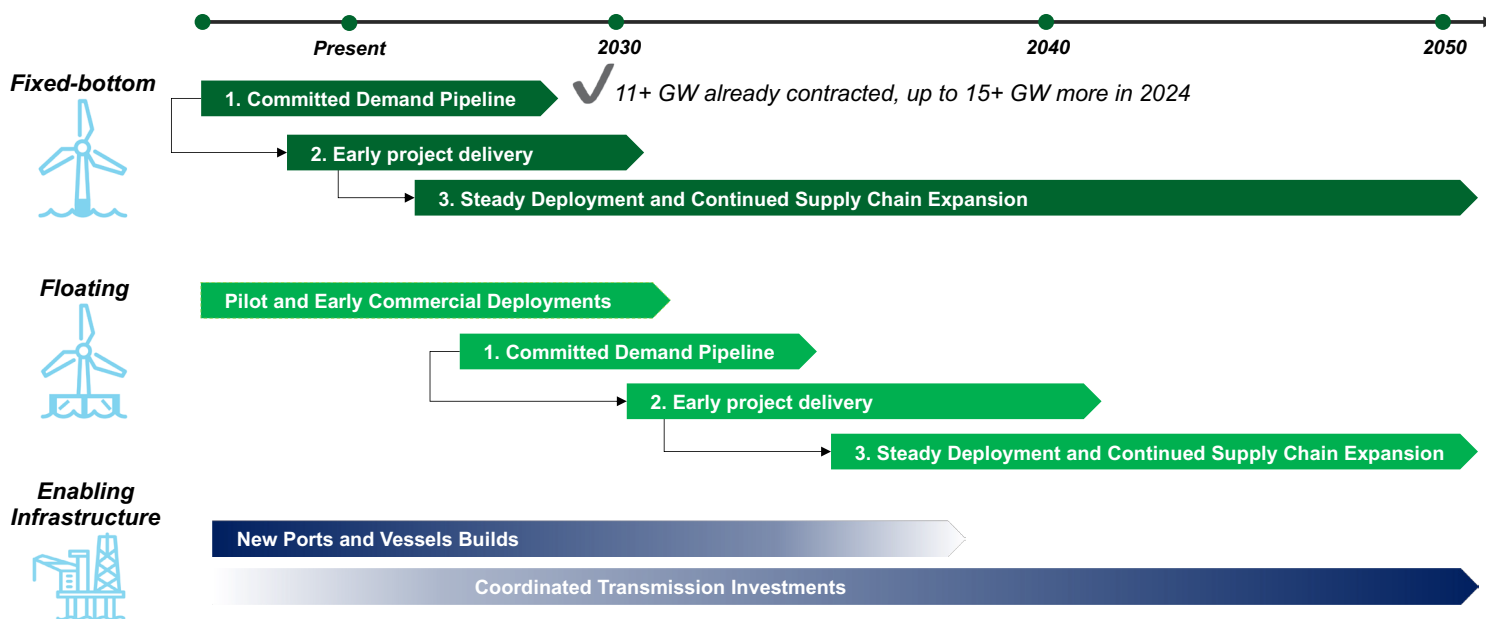 Present
2030
2040
2050
Fixed-bottom
1. Committed Demand Pipeline
11+ GW already contracted, up to 15+ GW more in 2024
2. Early project delivery
3. Steady Deployment and Continued Supply Chain Expansion
Floating
Pilot and Early Commercial Deployments
1. Committed Demand Pipeline
2. Early project delivery
3. Steady Deployment and Continued Supply Chain Expansion
Enabling
Infrastructure
New Ports and Vessels Builds
Coordinated Transmission Investments